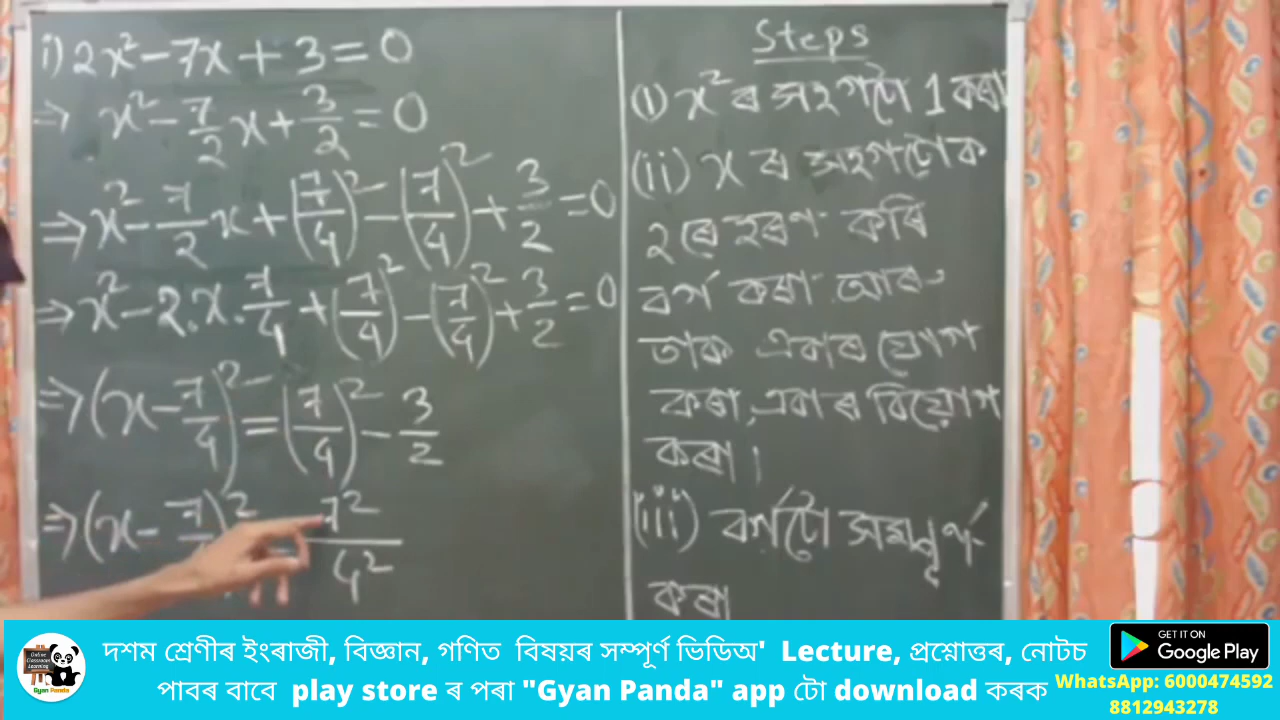 i) 2x² - 7x + 3 = 0
⇒ x² - 7/2 x + 3/2 = 0
⇒ x² - 7/2 x + (7/4)² - (7/4)² + 3/2 = 0
⇒ x² - 2.x.7/4 + (7/4)² - (7/4)² + 3/2 = 0
⇒ (x - 7/4)² = (7/4)² - 3/2
⇒ (x - 7/)² 7²/4²
Steps
(i) x² ৰ সহগটো 1 কৰা
(ii) x ৰ সহগটোক
2ৰে হৰণ কৰি
বৰ্গ কৰা আৰু
তাক এবাৰ যোগ
কৰা, এবাৰ বিয়োগ
কৰা।
(iii) বৰ্গটো সম্পূৰ্ণ
কৰা
দশম শ্ৰেণীৰ ইংৰাজী, বিজ্ঞান, গণিত বিষয়ৰ সম্পূৰ্ণ ভিডিঅ' Lecture, প্ৰশ্নোত্তৰ, নোটচ
পাবৰ বাবে play store ৰ পৰা "Gyan Panda" app টো download কৰক
Online
Classroom
Learning
Gyan Panda
GET IT ON
Google Play
WhatsApp: 6000474592
8812943278